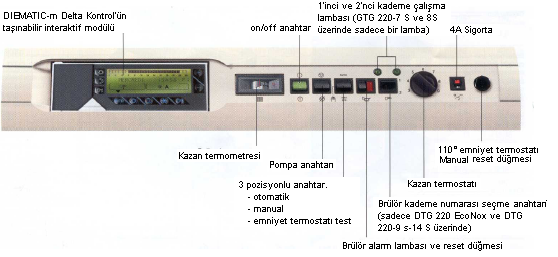 DIEMATIC-m Delta Kontrol'ün
taşınabilir interaktif modülü
on/off anahtar
1'inci ve 2'nci kademe çalışma
lambası (GTG 220-7 S ve 8S
üzerinde sadece bir lamba)
4A Sigorta
Kazan termometresi
Pompa anahtarı
3 pozisyonlu anahtar.
- otomatik
- manual
- emniyet termostatı test
Brülör alarm lambası ve reset düğmesi
Brülör kademe numarası seçme anahtarı
(sadece DTG 220 EcoNox ve DTG
220-9 s-14 S üzerinde)
Kazan termostatı
110° emniyet termostatı
Manual reset düğmesi